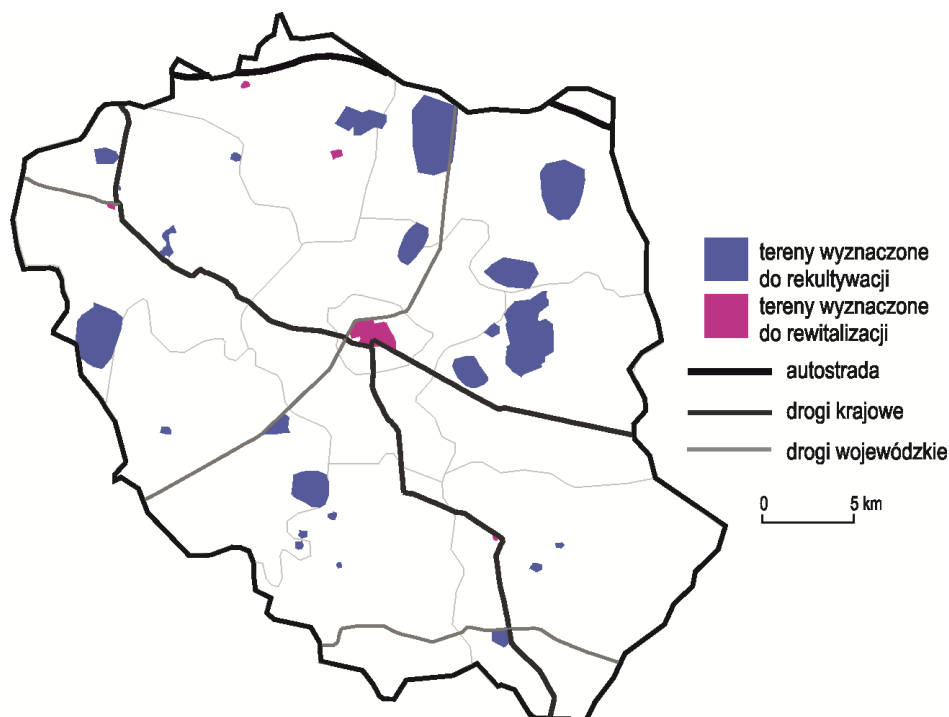 tereny wyznaczone
do rekultywacji
tereny wyznaczone
do rewitalizacji
autostrada
drogi krajowe
drogi wojewódzkie
0 5 km